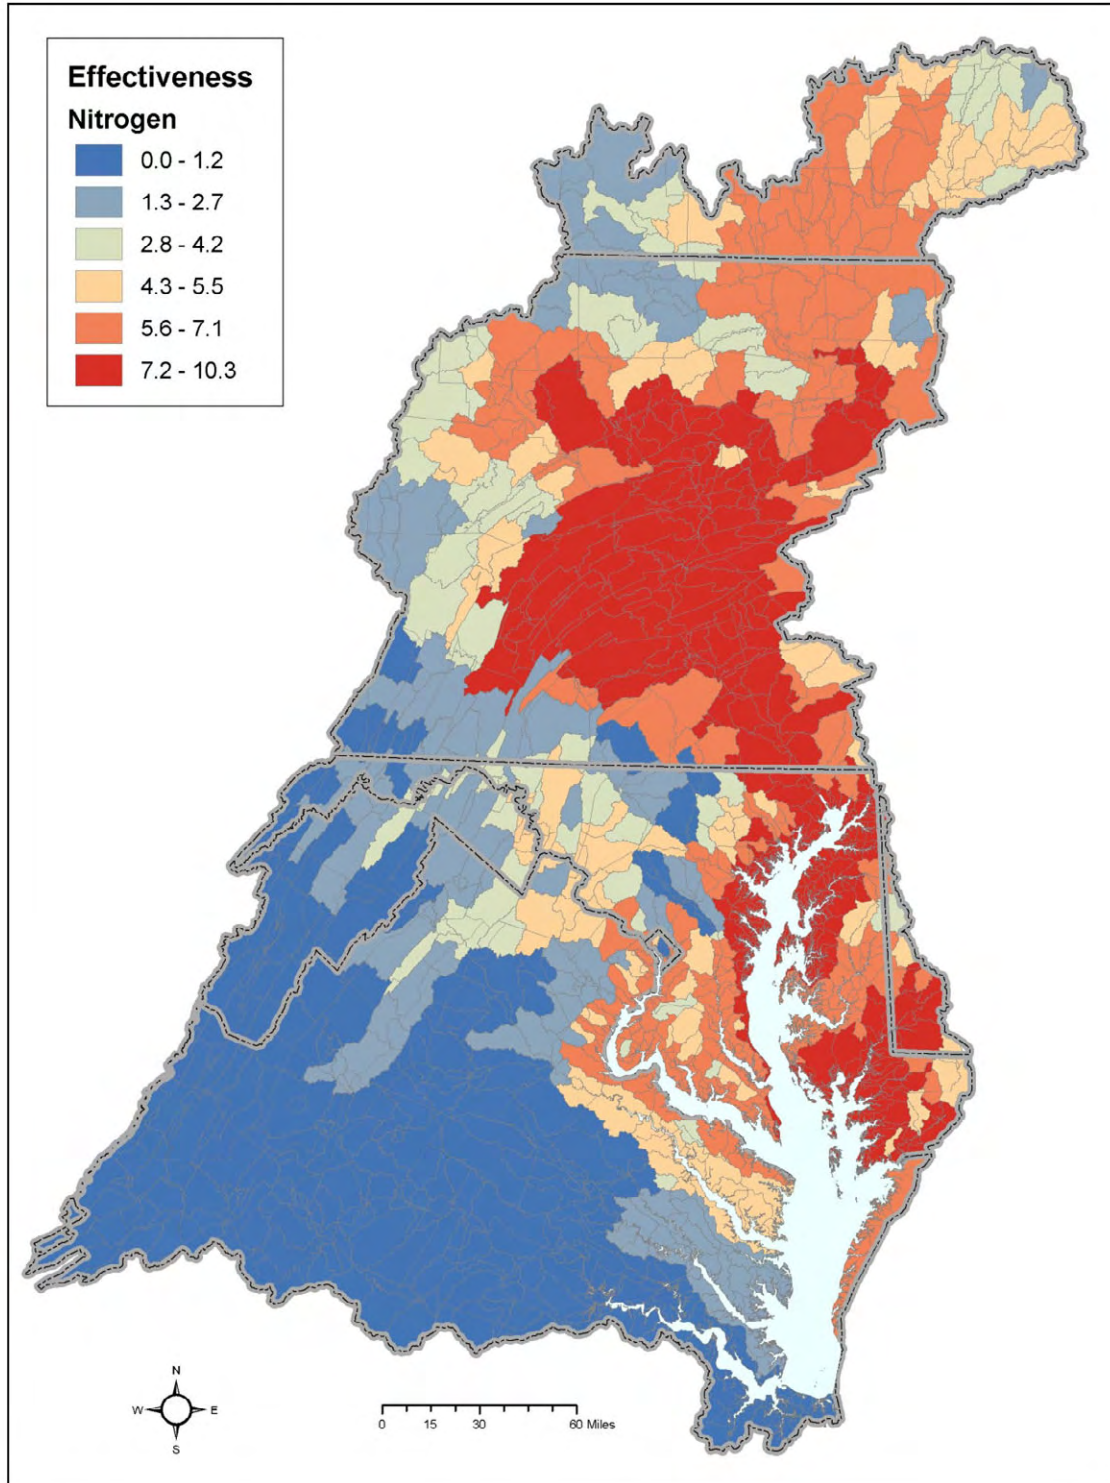 Effectiveness
Nitrogen
0.0 - 1.2
1.3 - 2.7
2.8 - 4.2
4.3 - 5.5
5.6 - 7.1
7.2 - 10.3
N
W E
S
0 15 30 60 Miles